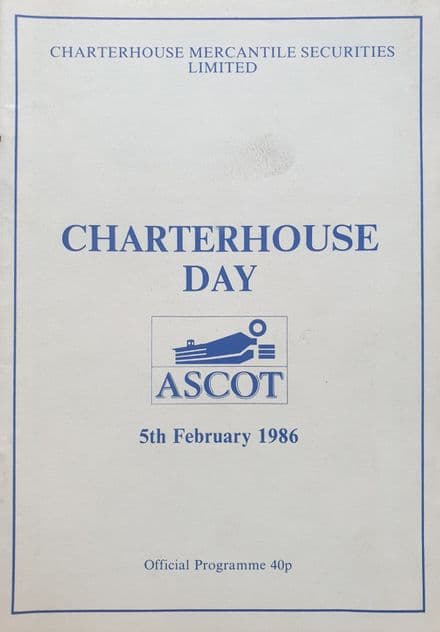 CHARTERHOUSE MERCANTILE SECURITIES
LIMITED
CHARTERHOUSE
DAY
ASCOT
5th February 1986
Official Programme 40p